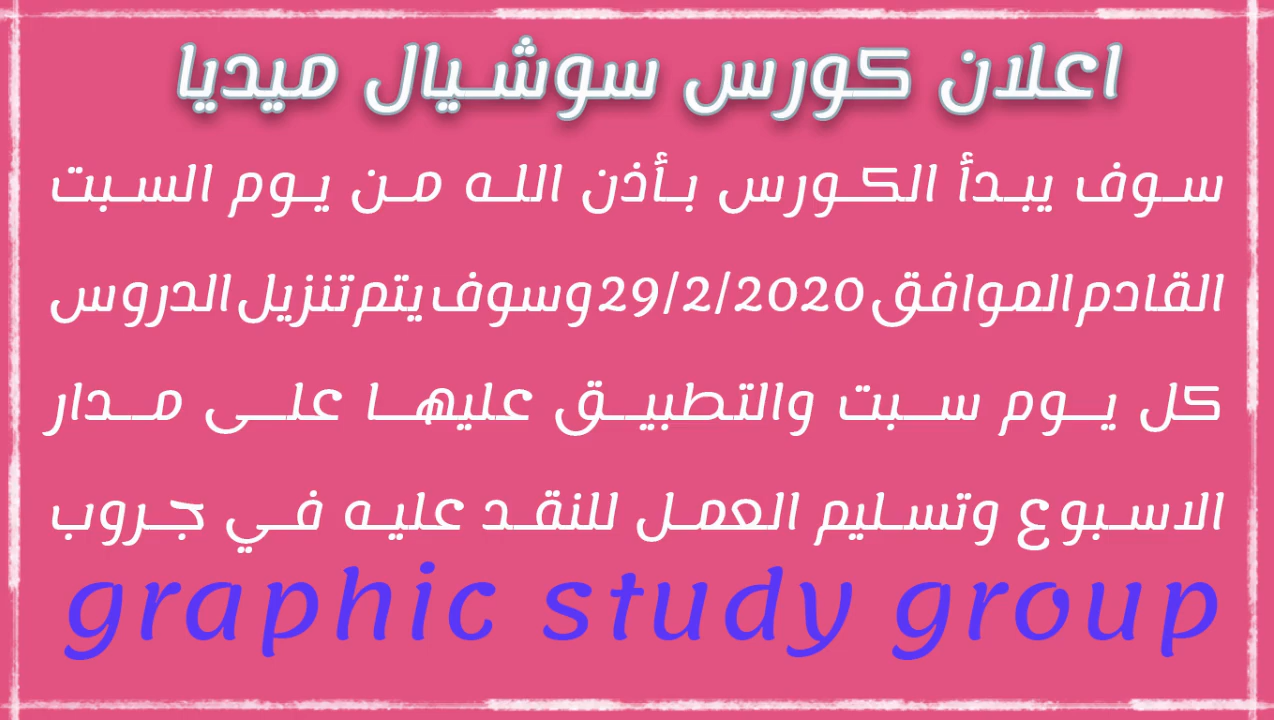 اعلان كورس سوشيال ميديا
سوف يبدأ الكورس بأذن الله من يوم السبت
القادم الموافق 29/2/2020 وسوف يتم تنزيل الدروس
كل يوم سبت والتطبيق عليها على مدار
الاسبوع وتسليم العمل للنقد عليه في جروب
graphic study group